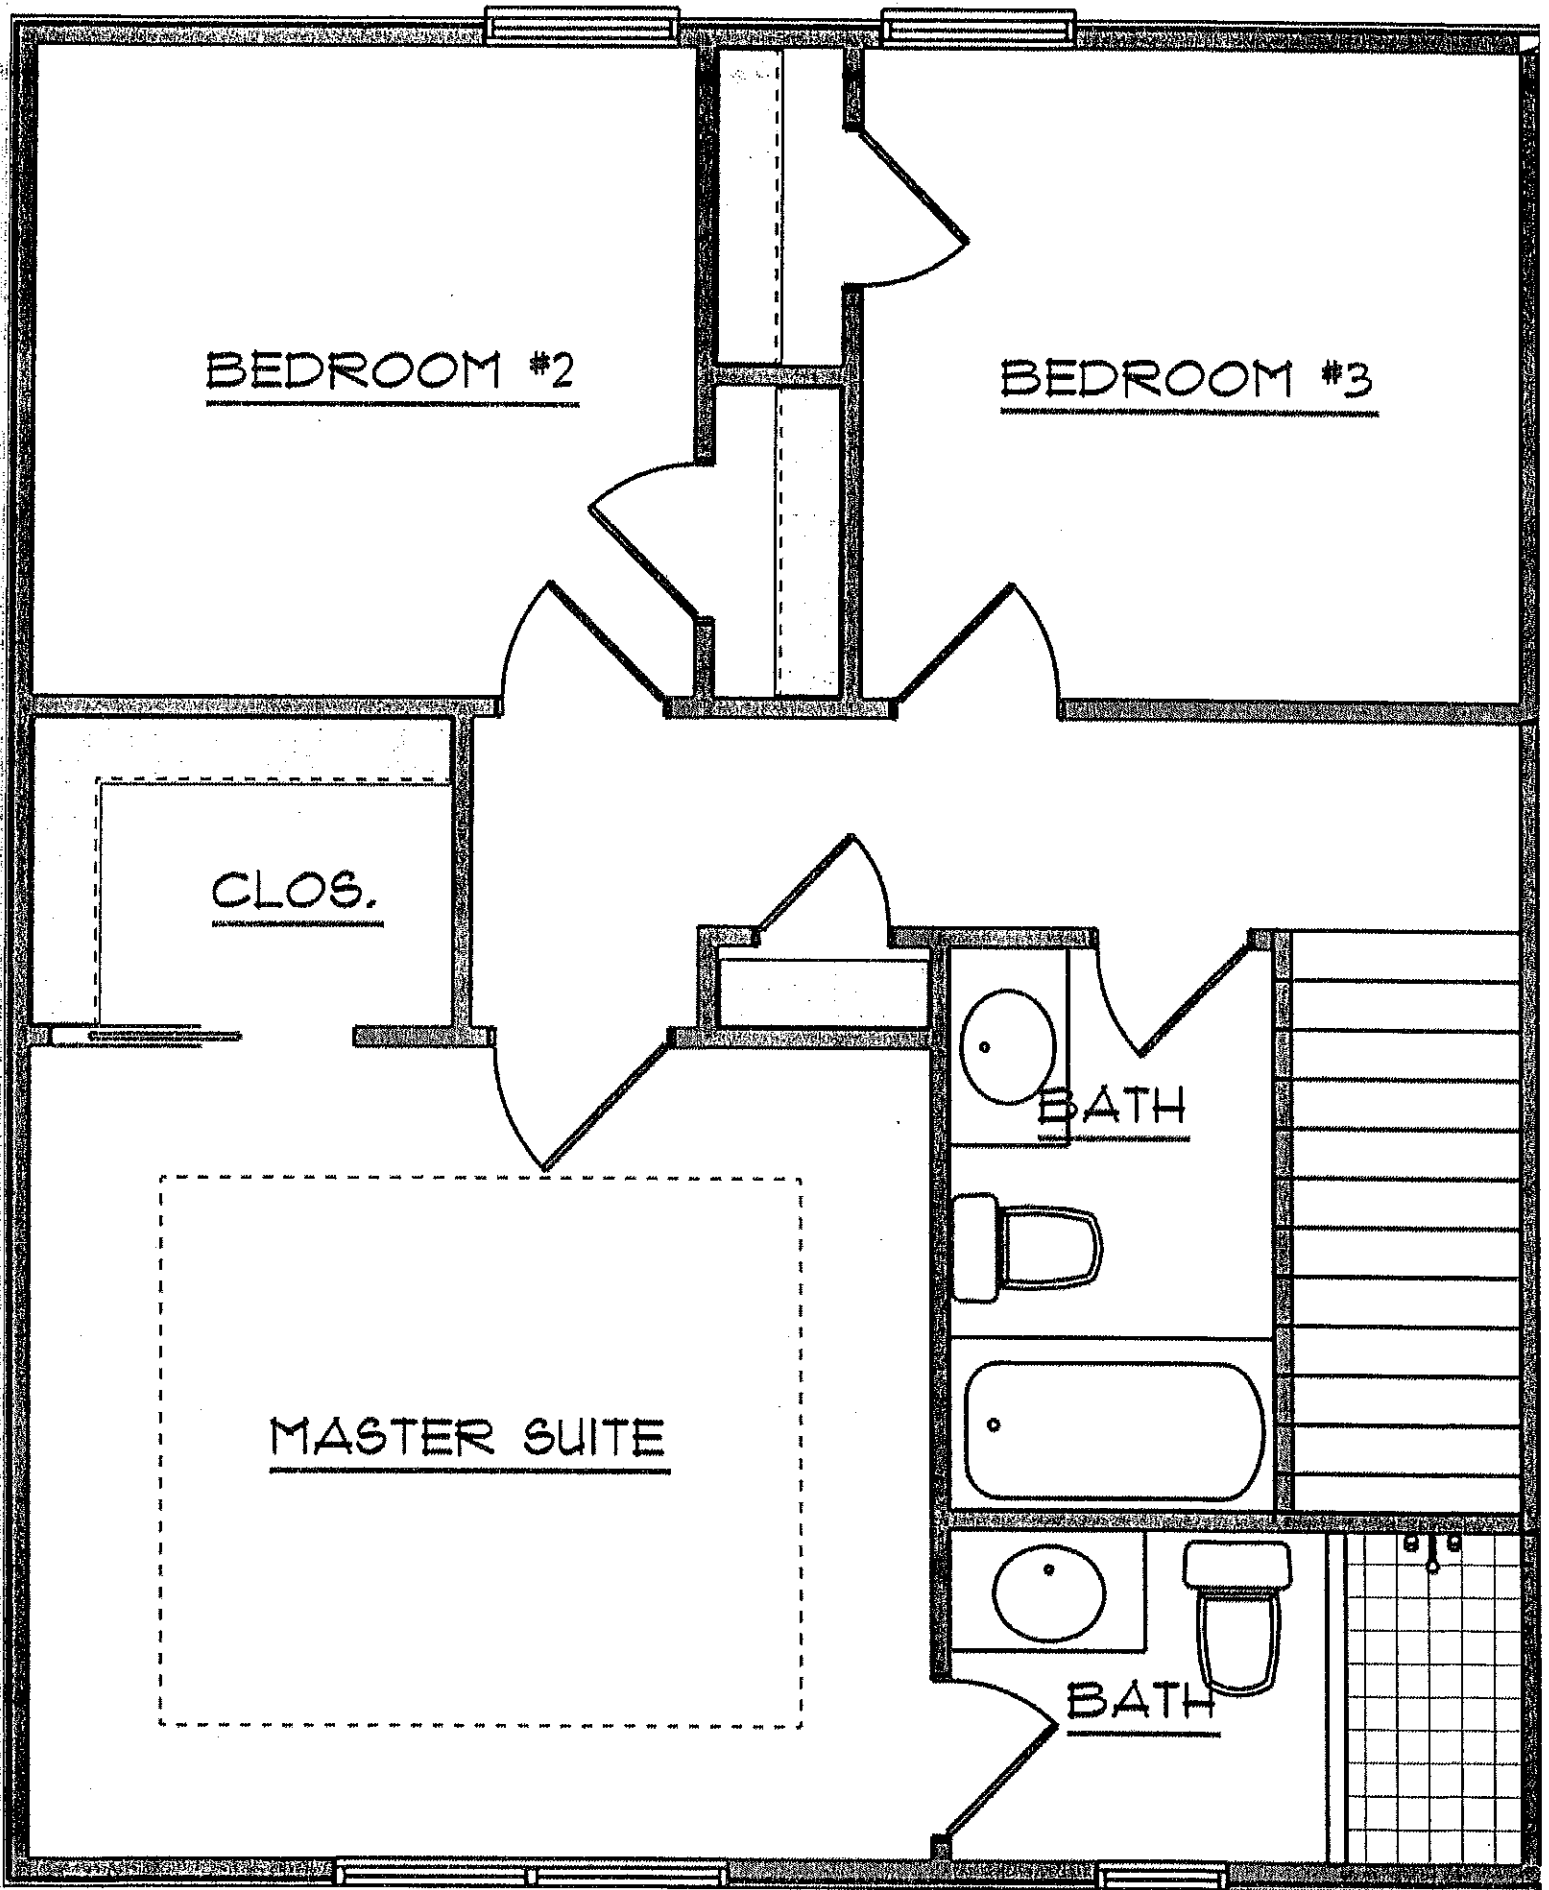 BEDROOM #2
BEDROOM #3
CLOS.
BATH
MASTER SUITE
BATH